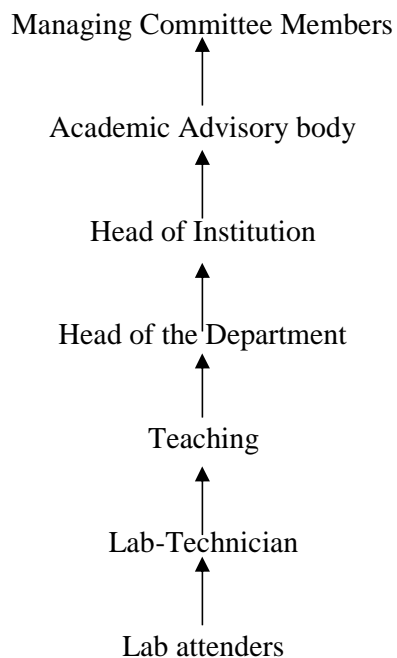 Managing Committee Members
Academic Advisory body
Head of Institution
Head of the Department
Teaching
Lab-Technician
Lab attenders